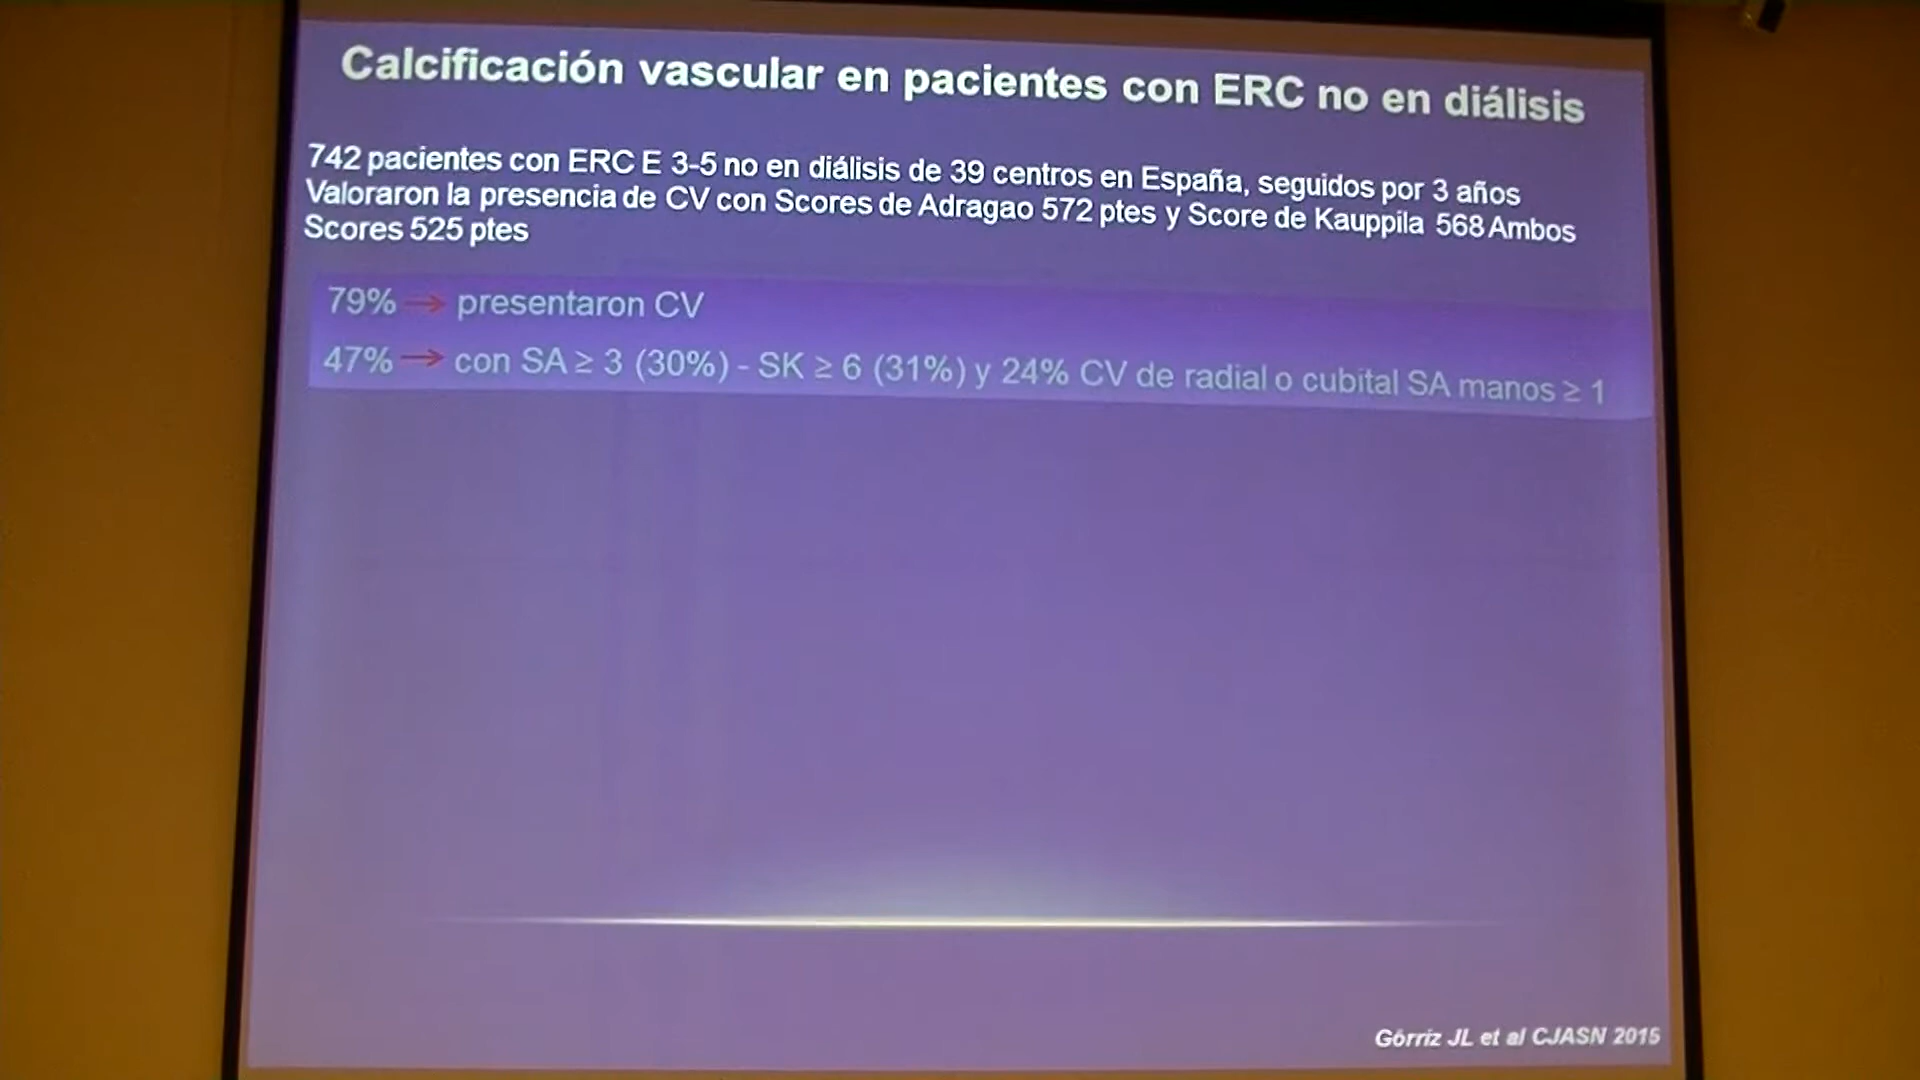 Calcificación vascular en pacientes con ERC no en diálisis
742 pacientes con ERC E 3-5 no en diálisis de 39 centros en España, seguidos por 3 años
Valoraron la presencia de CV con Scores de Adragao 572 ptes y Score de Kauppila 568 Ambos
Scores 525 ptes
79% → presentaron CV
47% → con SA ≥ 3 (30%) - SK ≥ 6 (31%) y 24% CV de radial o cubital SA manos ≥ 1
Górriz JL et al CJASN 2015